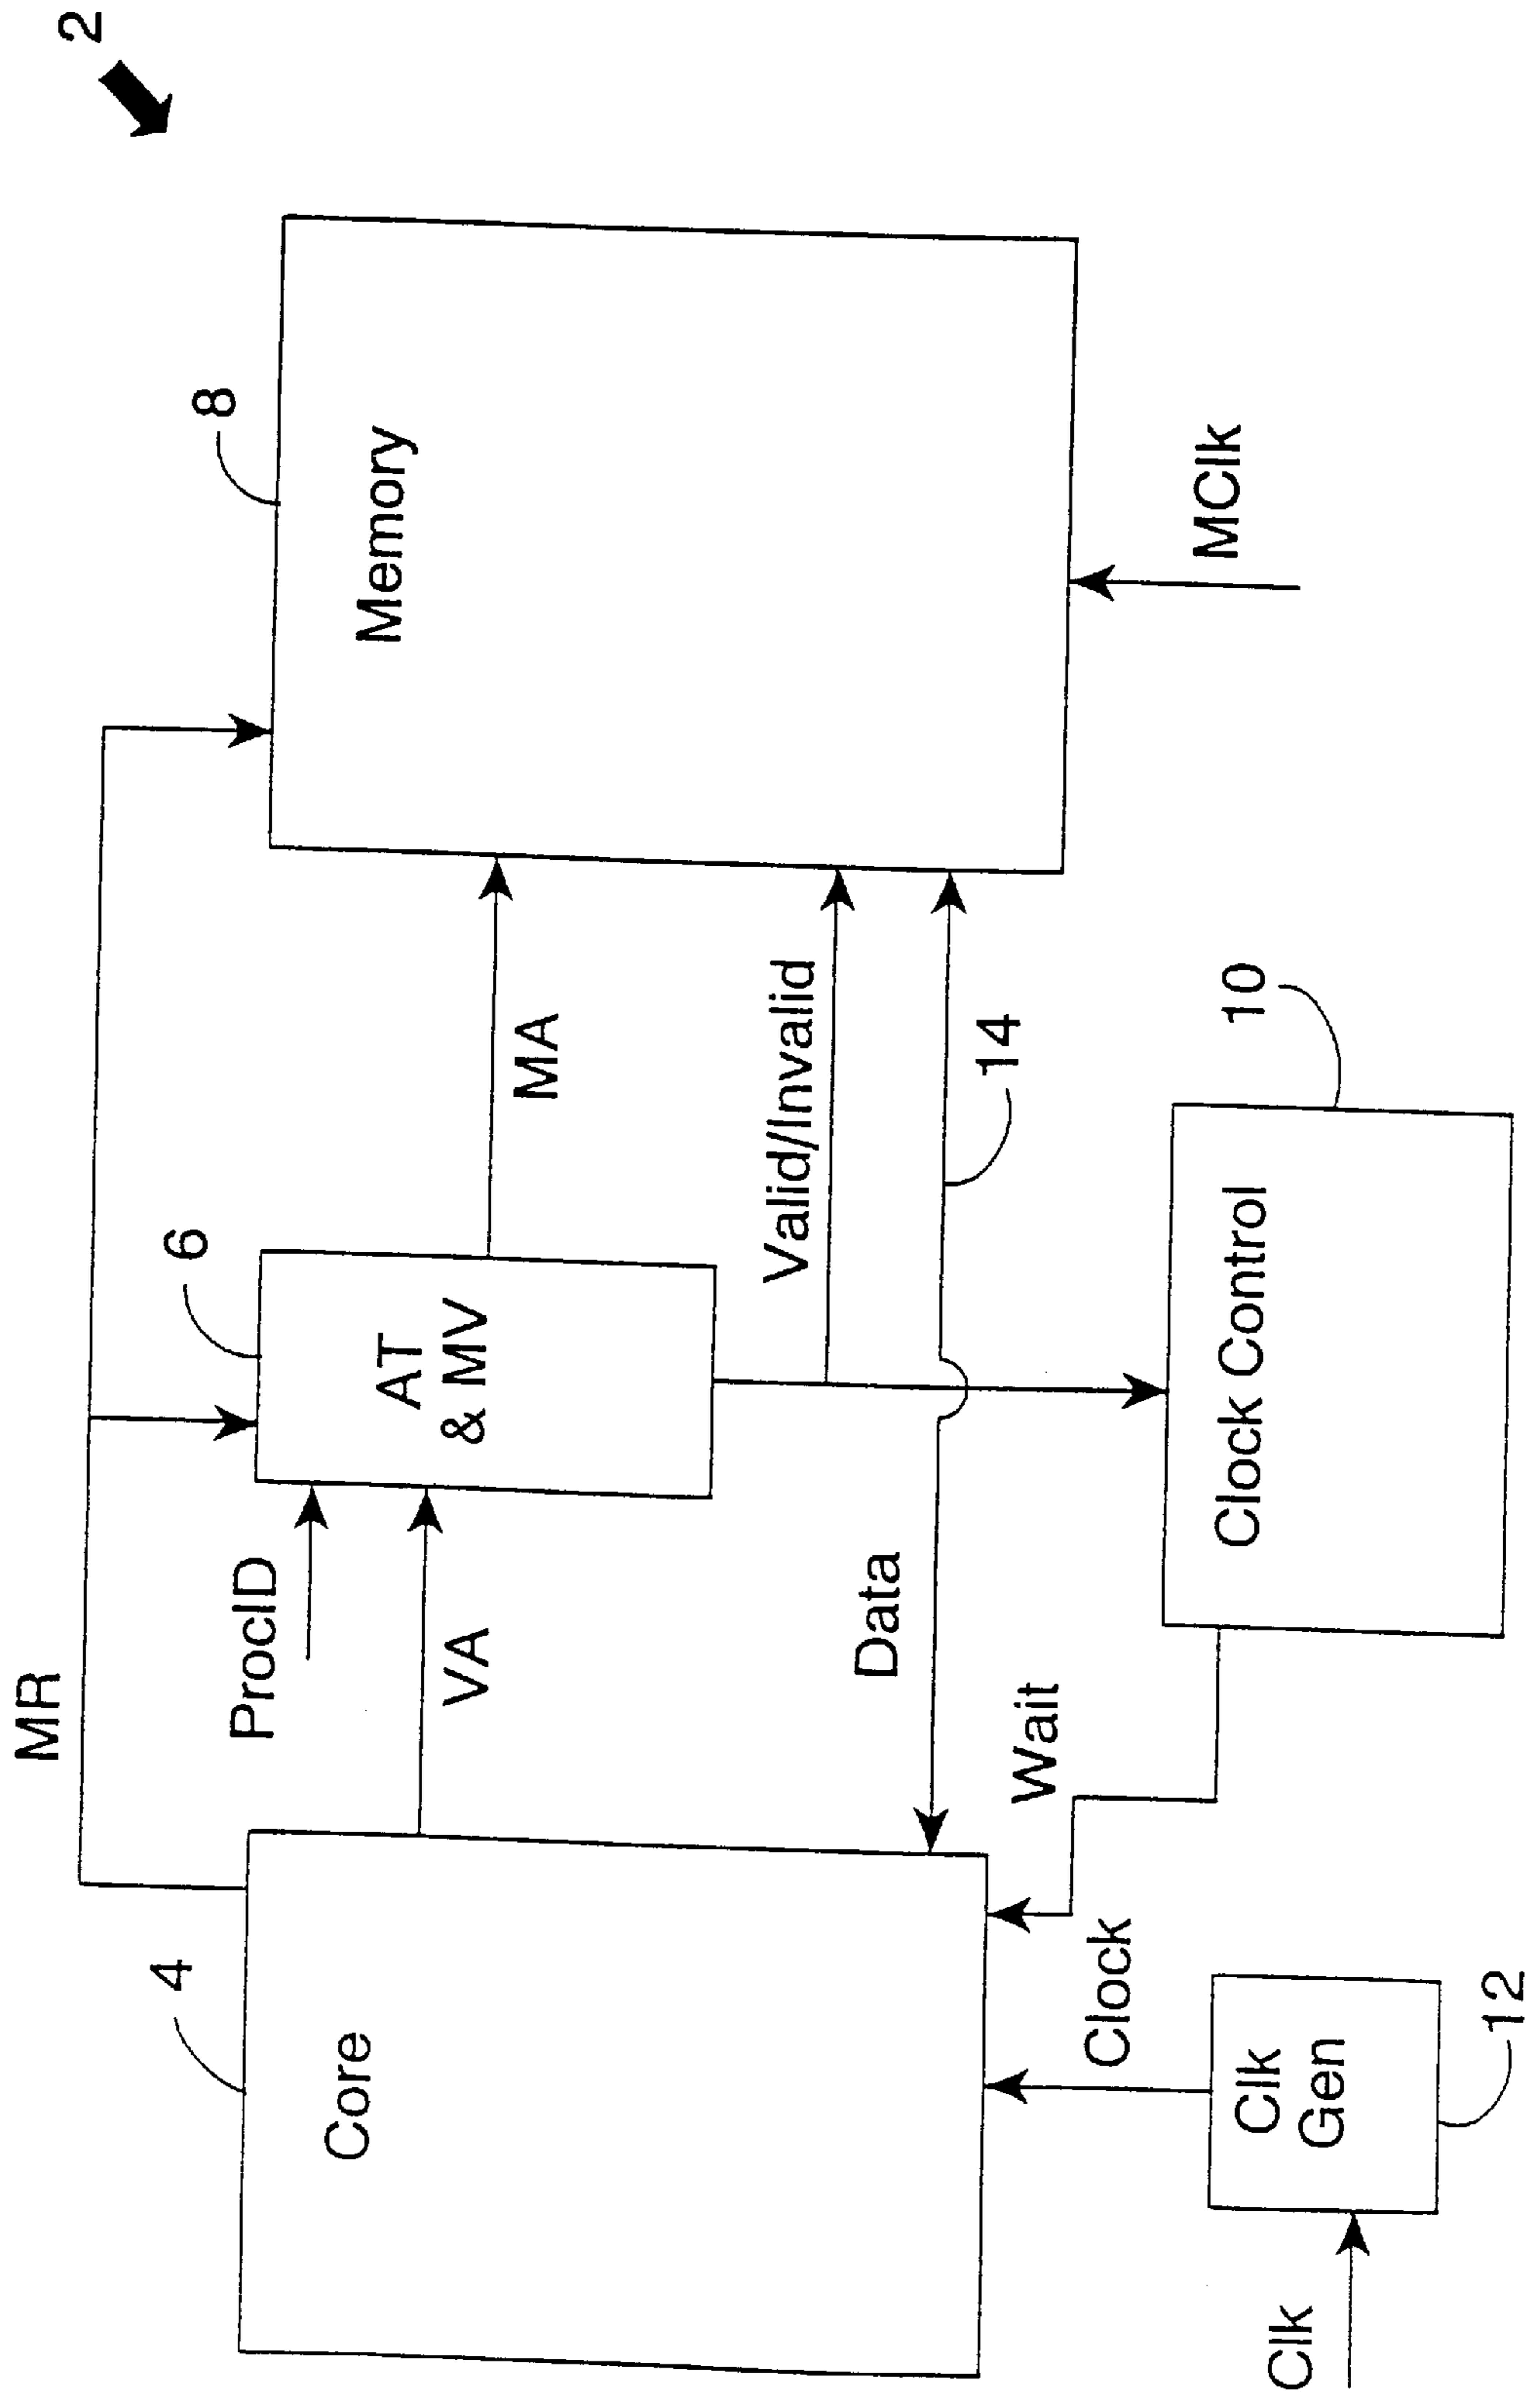 2
MR
4
6
8
ProcID
VA
AT
& MV
MA
Core
Memory
Valid/Invalid
Data
14
Wait
10
Clock
Clock Control
MClk
Clk
Clk
Gen
12